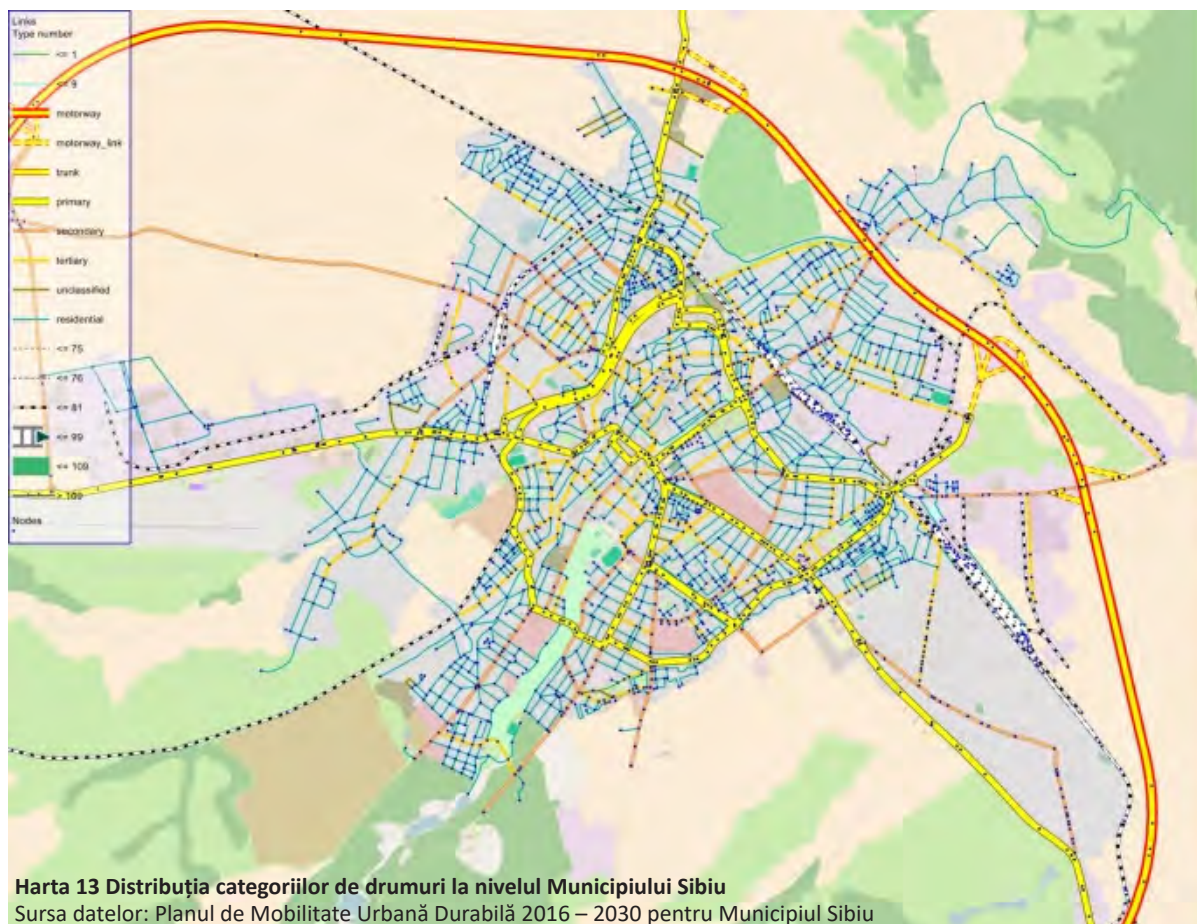 Links
Type number
<= 1
<= 9
motorway
motorway_link
trunk
primary
secondary
tertiary
unclassified
residential
<= 75
<= 76
<= 81
<= 99
<= 109
> 109
Nodes
Harta 13 Distribuția categoriilor de drumuri la nivelul Municipiului Sibiu
Sursa datelor: Planul de Mobilitate Urbană Durabilă 2016 – 2030 pentru Municipiul Sibiu